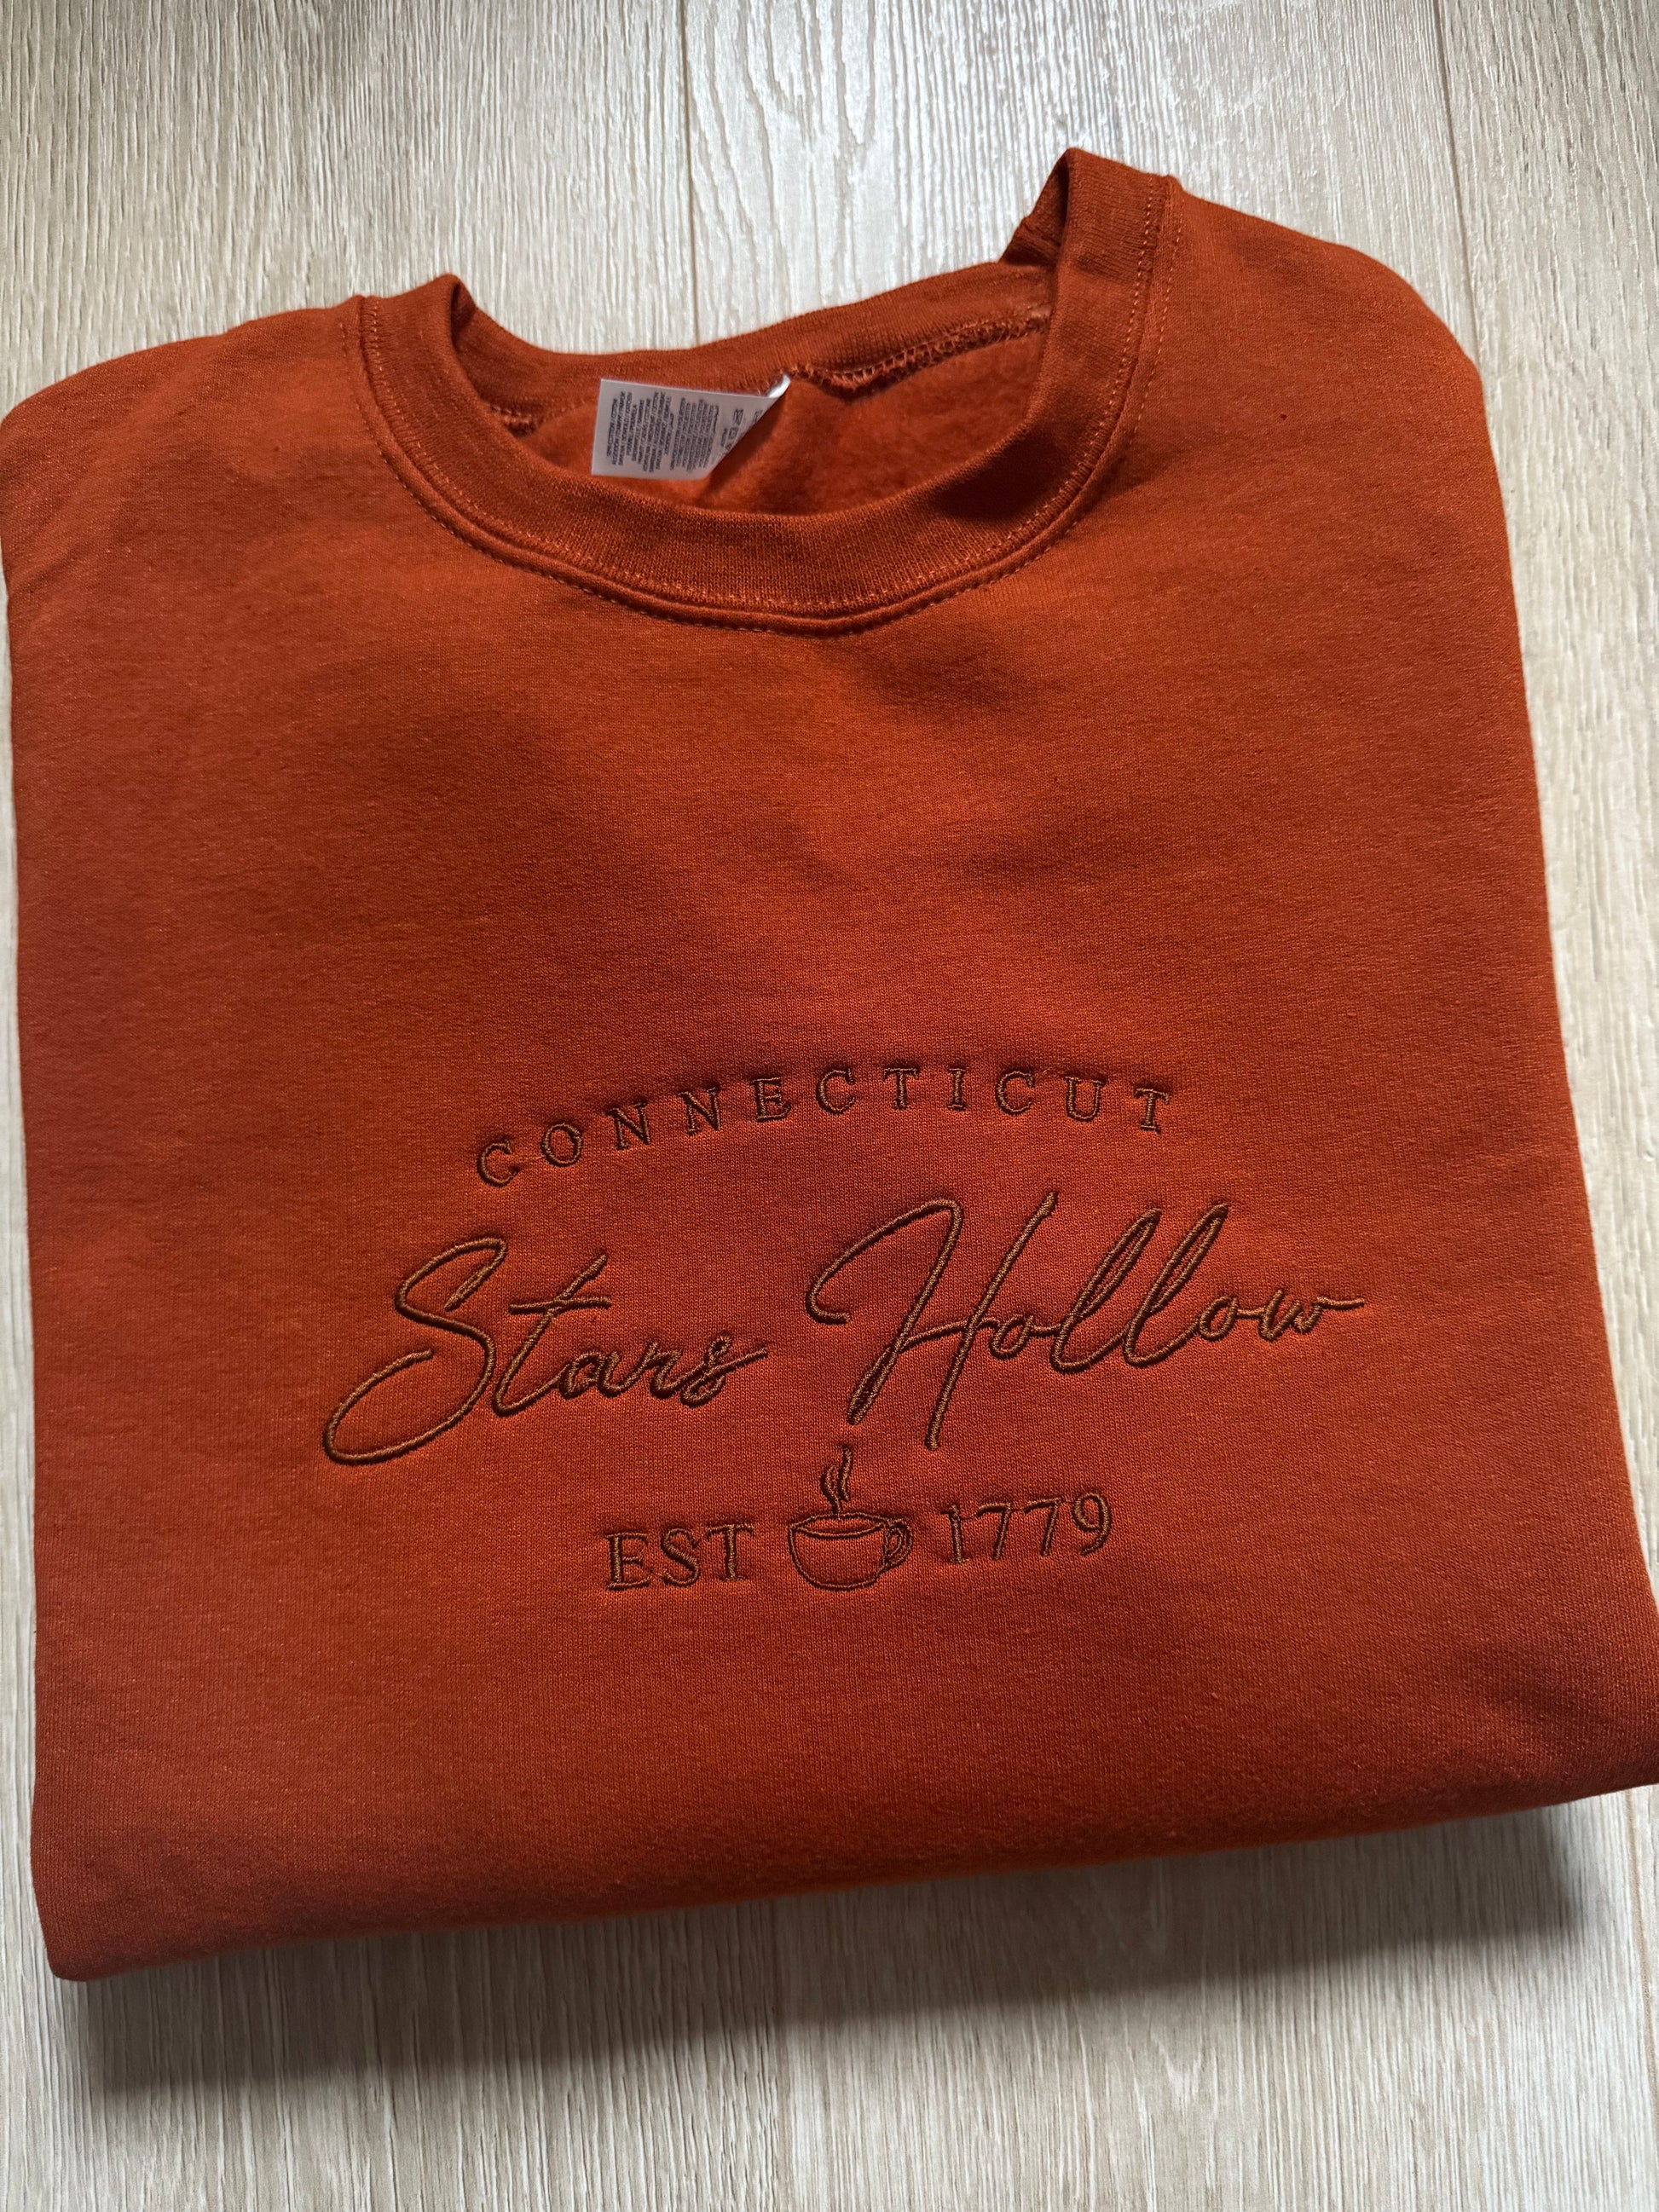 CONNECTICUT
Stars Hollow
EST 1779